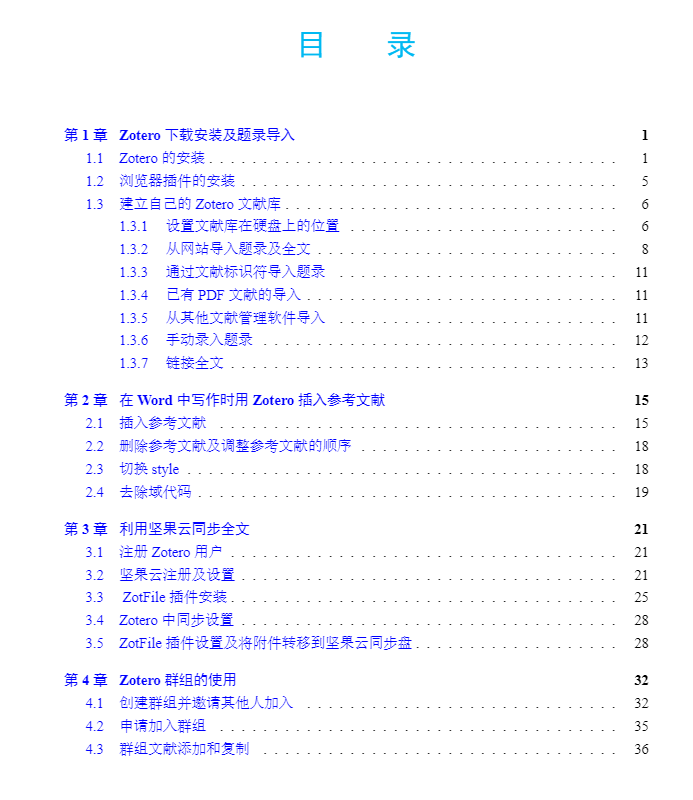 目 录
第 1 章 Zotero 下载安装及题录导入 1
1.1 Zotero 的安装 . . . . . . . . . . . . . . . . . . . . . . . . . . . . . . . . . . . . . . 1
1.2 浏览器插件的安装 . . . . . . . . . . . . . . . . . . . . . . . . . . . . . . . . . . . 5
1.3 建立自己的 Zotero 文献库 . . . . . . . . . . . . . . . . . . . . . . . . . . . . . . . 6
1.3.1 设置文献库在硬盘上的位置 . . . . . . . . . . . . . . . . . . . . . . . . . 6
1.3.2 从网站导入题录及全文 . . . . . . . . . . . . . . . . . . . . . . . . . . . . 8
1.3.3 通过文献标识符导入题录 . . . . . . . . . . . . . . . . . . . . . . . . . . 11
1.3.4 已有 PDF 文献的导入 . . . . . . . . . . . . . . . . . . . . . . . . . . . . . 11
1.3.5 从其他文献管理软件导入 . . . . . . . . . . . . . . . . . . . . . . . . . . 11
1.3.6 手动录入题录 . . . . . . . . . . . . . . . . . . . . . . . . . . . . . . . . . 12
1.3.7 链接全文 . . . . . . . . . . . . . . . . . . . . . . . . . . . . . . . . . . . . 13
第 2 章 在 Word 中写作时用 Zotero 插入参考文献 15
2.1 插入参考文献 . . . . . . . . . . . . . . . . . . . . . . . . . . . . . . . . . . . . . 15
2.2 删除参考文献及调整参考文献的顺序 . . . . . . . . . . . . . . . . . . . . . . . . 18
2.3 切换 style . . . . . . . . . . . . . . . . . . . . . . . . . . . . . . . . . . . . . . . . 18
2.4 去除域代码 . . . . . . . . . . . . . . . . . . . . . . . . . . . . . . . . . . . . . . . 19
第 3 章 利用坚果云同步全文 21
3.1 注册 Zotero 用户 . . . . . . . . . . . . . . . . . . . . . . . . . . . . . . . . . . . . 21
3.2 坚果云注册及设置 . . . . . . . . . . . . . . . . . . . . . . . . . . . . . . . . . . . 21
3.3 ZotFile 插件安装 . . . . . . . . . . . . . . . . . . . . . . . . . . . . . . . . . . . . 25
3.4 Zotero 中同步设置 . . . . . . . . . . . . . . . . . . . . . . . . . . . . . . . . . . . 28
3.5 ZotFile 插件设置及将附件转移到坚果云同步盘 . . . . . . . . . . . . . . . . . . . 28
第 4 章 Zotero 群组的使用 32
4.1 创建群组并邀请其他人加入 . . . . . . . . . . . . . . . . . . . . . . . . . . . . . 32
4.2 申请加入群组 . . . . . . . . . . . . . . . . . . . . . . . . . . . . . . . . . . . . . 35
4.3 群组文献添加和复制 . . . . . . . . . . . . . . . . . . . . . . . . . . . . . . . . . 36